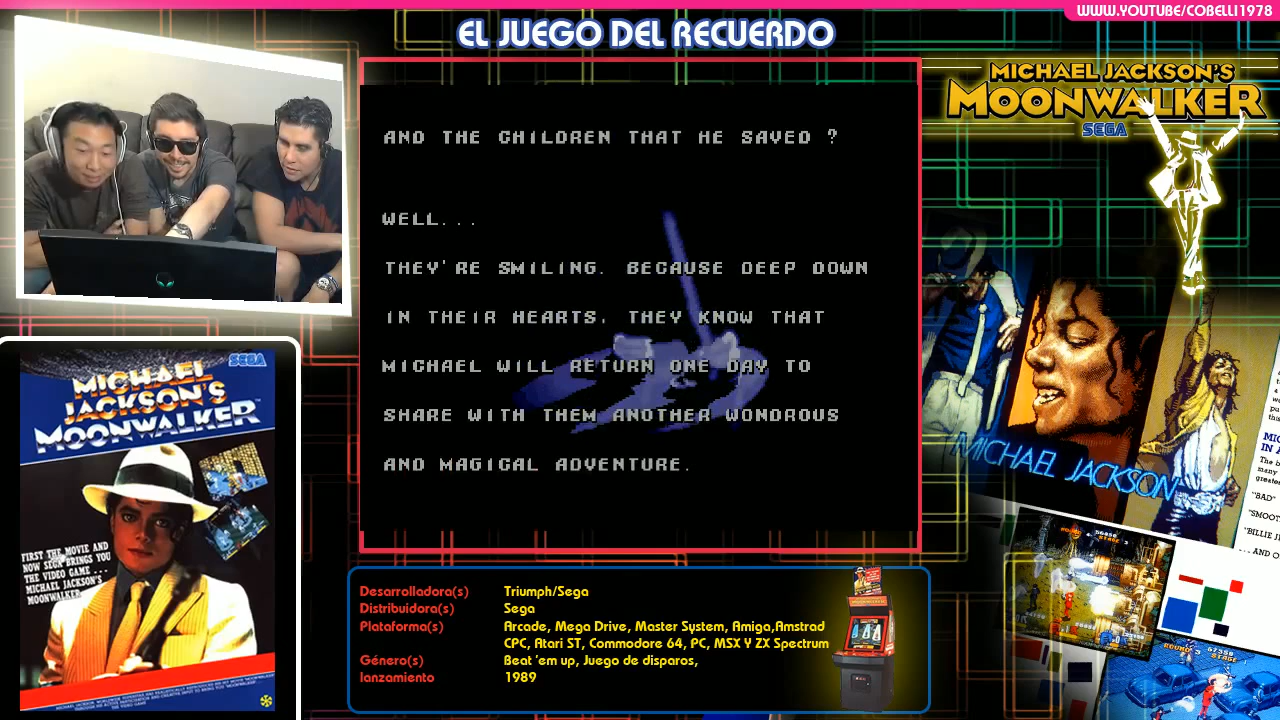 WWW.YOUTUBE/COBELLI1978
EL JUEGO DEL RECUERDO
MICHAEL JACKSON'S
MOONWALKER
SEGA
AND THE CHILDREN THAT HE SAVED ?
WELL...
THEY'RE SMILING. BECAUSE DEEP DOWN
IN THEIR HEARTS, THEY KNOW THAT
MICHAEL WILL RETURN ONE DAY TO
SHARE WITH THEM ANOTHER WONDROUS
AND MAGICAL ADVENTURE.
SEGA
MICHAEL
JACKSON'S
MOONWALKER
FIRST THE MOVIE AND
NOW SEGA BRINGS YOU
THE VIDEO GAME ...
MICHAEL JACKSON'S
MOONWALKER
MICHAEL JACKSON
"BAD"
Desarrolladora(s) Triumph/Sega
Distribuidora(s) Sega
Plataforma(s) Arcade, Mega Drive, Master System, Amiga,Amstrad
CPC, Atari ST, Commodore 64, PC, MSX Y ZX Spectrum
Género(s) Beat 'em up, Juego de disparos,
lanzamiento 1989